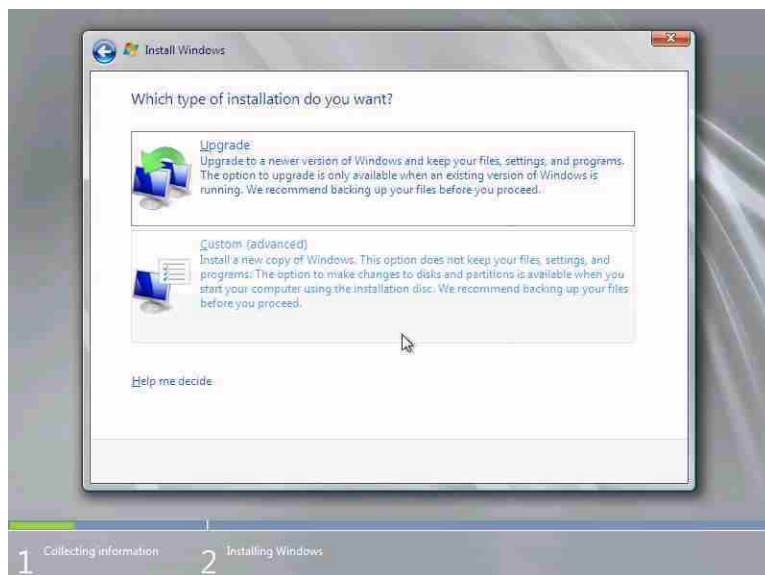 Install Windows
Which type of installation do you want?
Upgrade
Upgrade to a newer version of Windows and keep your files, settings, and programs.
The option to upgrade is only available when an existing version of Windows is
running. We recommend backing up your files before you proceed.
Custom (advanced)
Install a new copy of Windows. This option does not keep your files, settings, and
programs. The option to make changes to disks and partitions is available when you
start your computer using the installation disc. We recommend backing up your files
before you proceed.
Help me decide
1 Collecting information
2 Installing Windows